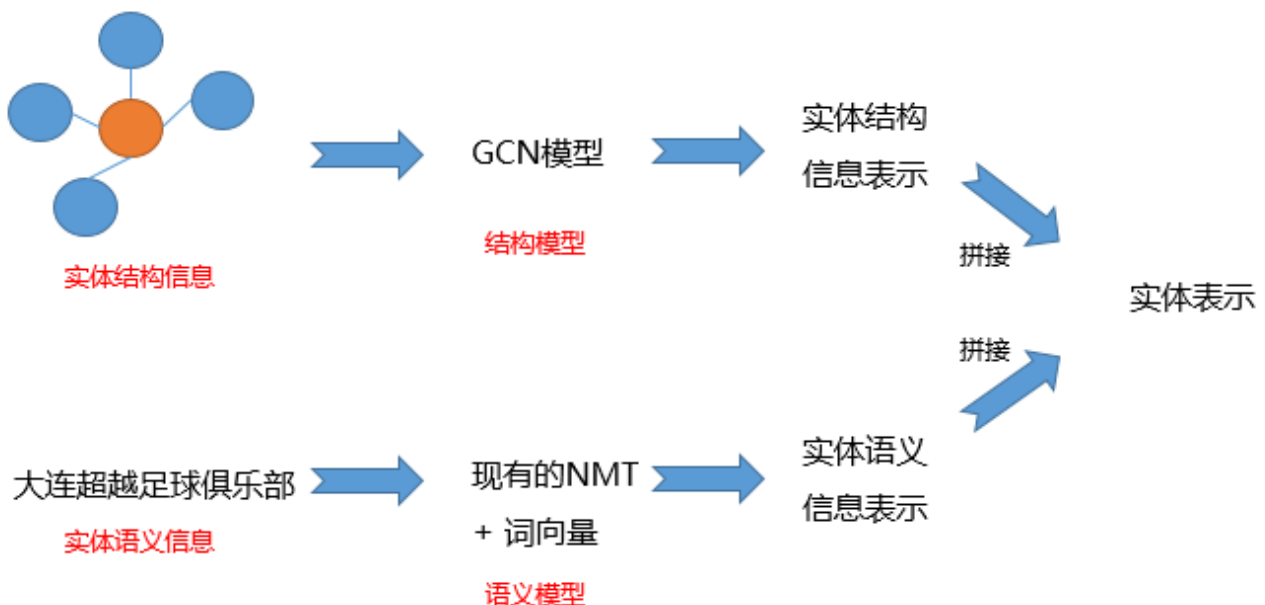 GCN模型
实体结构
信息表示
结构模型
实体结构信息
拼接
实体表示
拼接
大连超越足球俱乐部
实体语义信息
现有的NMT
+ 词向量
语义模型
实体语义
信息表示